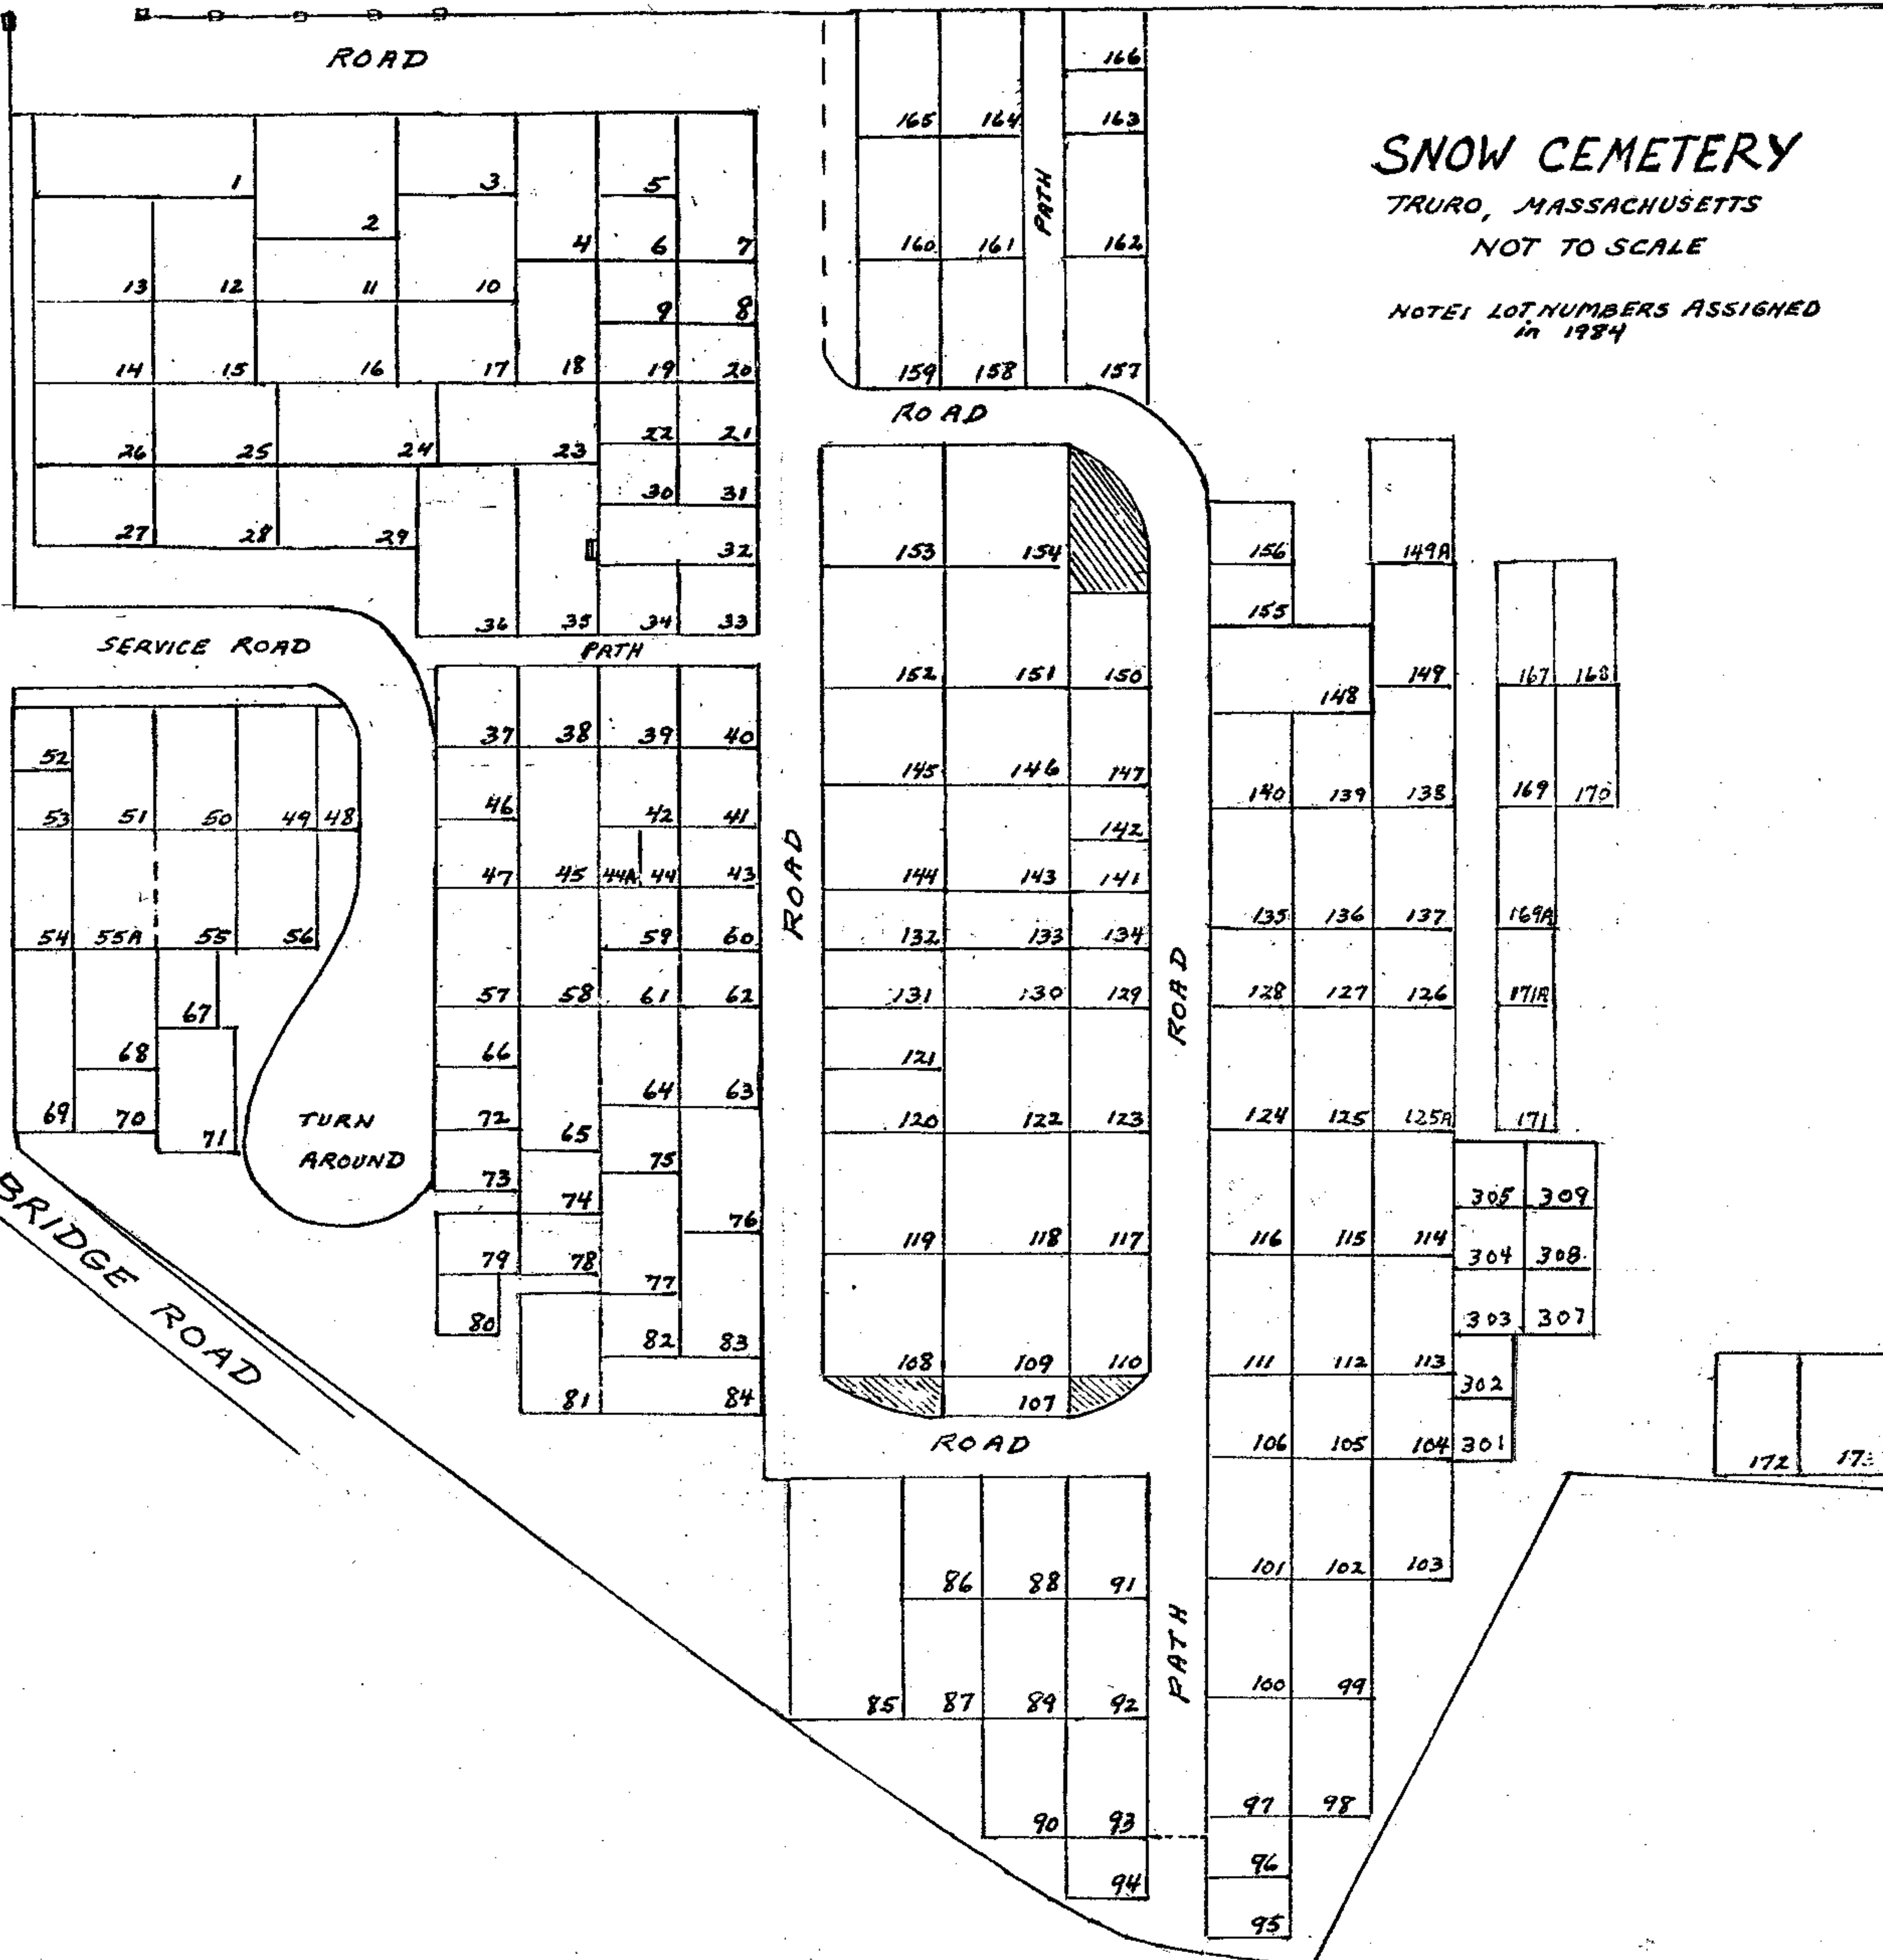 ROAD
SNOW CEMETERY
TRURO, MASSACHUSETTS
NOT TO SCALE
NOTE: LOT NUMBERS ASSIGNED
in 1984
166
165 164 163
PATH
1 3 5
2 4 6 7
160 161 162
13 12 11 10 9 8
14 15 16 17 18 19 20
159 158 157
ROAD
26 25 24 23 22 21
30 31
27 28 29 32
153 154 156 149A
36 35 34 33
155
SERVICE ROAD PATH
152 151 150 148 149 167 168
37 38 39 40
52
145 146 147
46 42 41
140 139 138 169 170
53 51 50 49 48
142
47 45 44A 44 43
ROAD
144 143 141
135 136 137 169A
54 55A 55 56 59 60
132 133 134
57 58 61 62
131 130 129
ROAD
128 127 126 171A
67
68 66
121
64 63
69 70 71
TURN
AROUND
72 65
120 122 123
124 125 125A 171
73 75
74 76
305 309
119 118 117
116 115 114
304 308
79 78 77
80
303 307
82 83
108 109 110
111 112 113
302
81 84
107
BRIDGE ROAD
ROAD
106 105 104 301
172
86 88 91
101 102 103
PATH
85 87 89 92
100 99
90 93
97 98
94
96
95